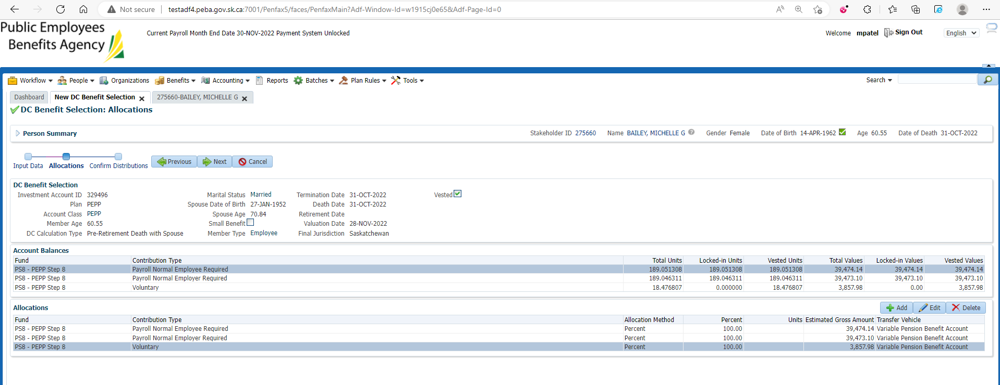 Not secure testadf4.peba.gov.sk.ca:7001/Penfax5/faces/PenfaxMain?Adf-Window-Id=w1915cj0e65&Adf-Page-Id=0
Public Employees
Benefits Agency
Current Payroll Month End Date 30-NOV-2022 Payment System Unlocked
Welcome mpatel Sign Out English
Workflow People Organizations Benefits Accounting Reports Batches Plan Rules Tools Search
Dashboard New DC Benefit Selection 275660-BAILEY, MICHELLE G
DC Benefit Selection: Allocations
Person Summary Stakeholder ID 275660 Name BAILEY, MICHELLE G Gender Female Date of Birth 14-APR-1962 Age 60.55 Date of Death 31-OCT-2022
Input Data Allocations Confirm Distributions Previous Next Cancel
DC Benefit Selection
Investment Account ID 329496 Marital Status Married Termination Date 31-OCT-2022 Vested
Plan PEPP Spouse Date of Birth 27-JAN-1952 Death Date 31-OCT-2022
Account Class PEPP Spouse Age 70.84 Retirement Date
Member Age 60.55 Small Benefit Valuation Date 28-NOV-2022
DC Calculation Type Pre-Retirement Death with Spouse Member Type Employee Final Jurisdiction Saskatchewan
Account Balances
Fund Contribution Type Total Units Locked-in Units Vested Units Total Values Locked-in Values Vested Values
PS8 - PEPP Step 8 Payroll Normal Employee Required 189.051308 189.051308 189.051308 39,474.14 39,474.14 39,474.14
PS8 - PEPP Step 8 Payroll Normal Employer Required 189.046311 189.046311 189.046311 39,473.10 39,473.10 39,473.10
PS8 - PEPP Step 8 Voluntary 18.476807 0.000000 18.476807 3,857.98 0.00 3,857.98
Allocations Add Edit Delete
Fund Contribution Type Allocation Method Percent Units Estimated Gross Amount Transfer Vehicle
PS8 - PEPP Step 8 Payroll Normal Employee Required Percent 100.00 39,474.14 Variable Pension Benefit Account
PS8 - PEPP Step 8 Payroll Normal Employer Required Percent 100.00 39,473.10 Variable Pension Benefit Account
PS8 - PEPP Step 8 Voluntary Percent 100.00 3,857.98 Variable Pension Benefit Account